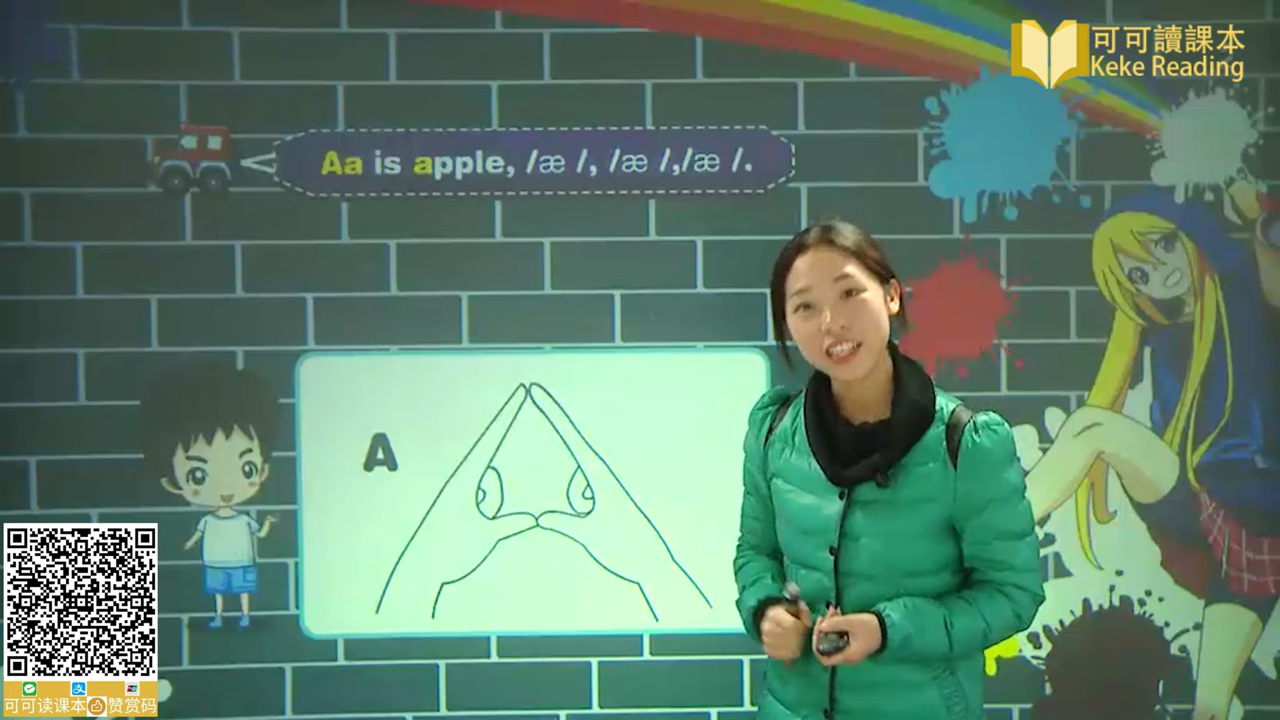 可可讀課本
Keke Reading
Aa is apple, /æ /, /æ /,/æ /.
A
可可读课本 赞赏码